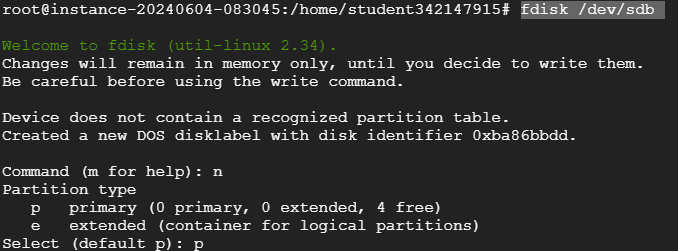 root@instance-20240604-083045:/home/student342147915# fdisk /dev/sdb
Welcome to fdisk (util-linux 2.34).
Changes will remain in memory only, until you decide to write them.
Be careful before using the write command.
Device does not contain a recognized partition table.
Created a new DOS disklabel with disk identifier 0xba86bbdd.
Command (m for help): n
Partition type
   p   primary (0 primary, 0 extended, 4 free)
   e   extended (container for logical partitions)
Select (default p): p